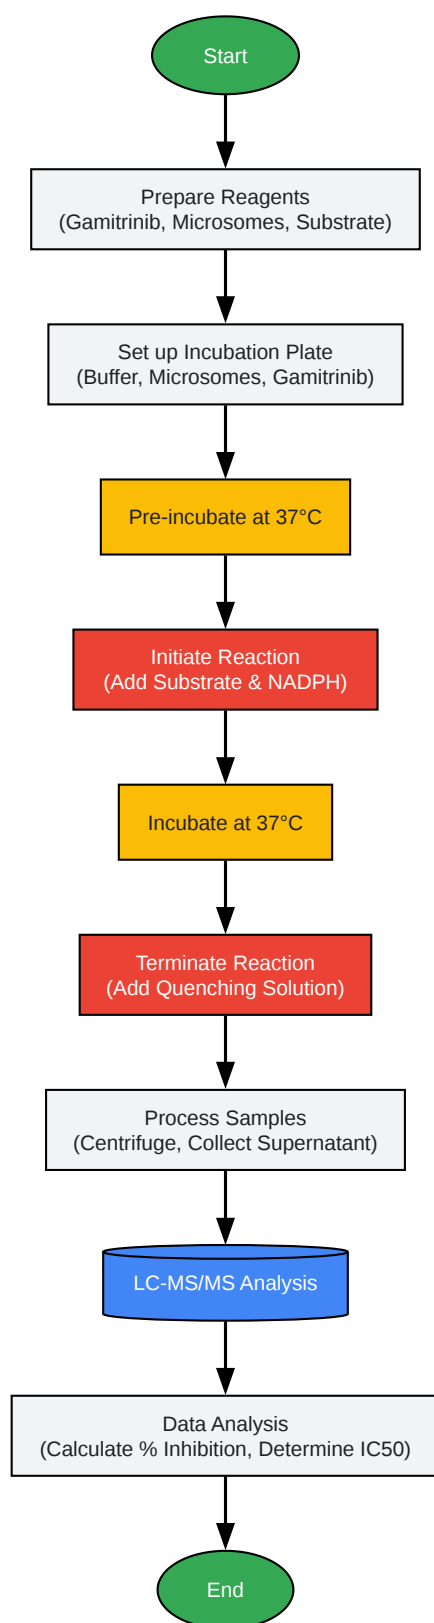 Start
Prepare Reagents
(Gamitrinib, Microsomes, Substrate)
Set up Incubation Plate
(Buffer, Microsomes, Gamitrinib)
Pre-incubate at 37°C
Initiate Reaction
(Add Substrate & NADPH)
Incubate at 37°C
Terminate Reaction
(Add Quenching Solution)
Process Samples
(Centrifuge, Collect Supernatant)
LC-MS/MS Analysis
Data Analysis
(Calculate % Inhibition, Determine IC50)
End